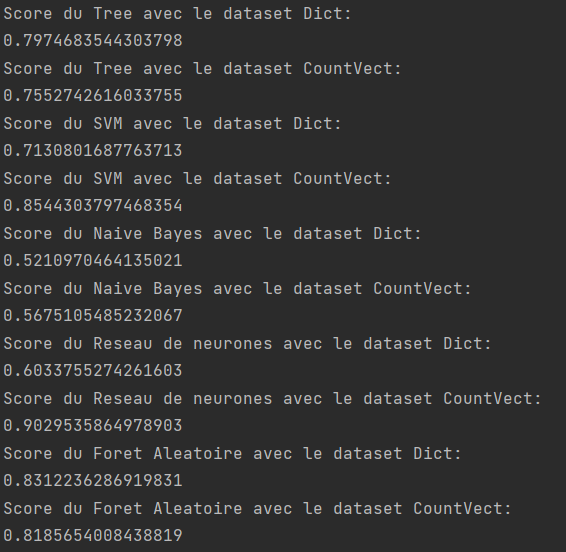 Score du Tree avec le dataset Dict:
0.7974683544303798
Score du Tree avec le dataset CountVect:
0.7552742616033755
Score du SVM avec le dataset Dict:
0.7130801687763713
Score du SVM avec le dataset CountVect:
0.8544303797468354
Score du Naive Bayes avec le dataset Dict:
0.5210970464135021
Score du Naive Bayes avec le dataset CountVect:
0.5675105485232067
Score du Reseau de neurones avec le dataset Dict:
0.6033755274261603
Score du Reseau de neurones avec le dataset CountVect:
0.9029535864978903
Score du Foret Aleatoire avec le dataset Dict:
0.8312236286919831
Score du Foret Aleatoire avec le dataset CountVect:
0.8185654008438819